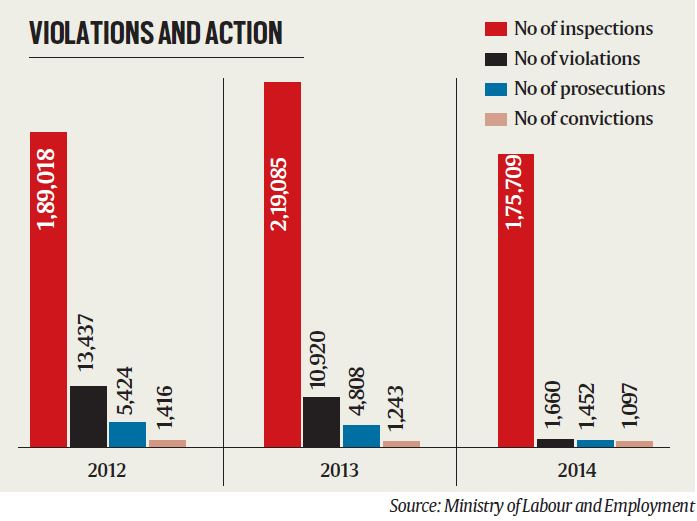 VIOLATIONS AND ACTION
No of inspections
No of violations
No of prosecutions
No of convictions
1,89,018
13,437
5,424
1,416
2,19,085
10,920
4,808
1,243
1,75,709
1,660
1,452
1,097
2012
2013
2014
Source: Ministry of Labour and Employment